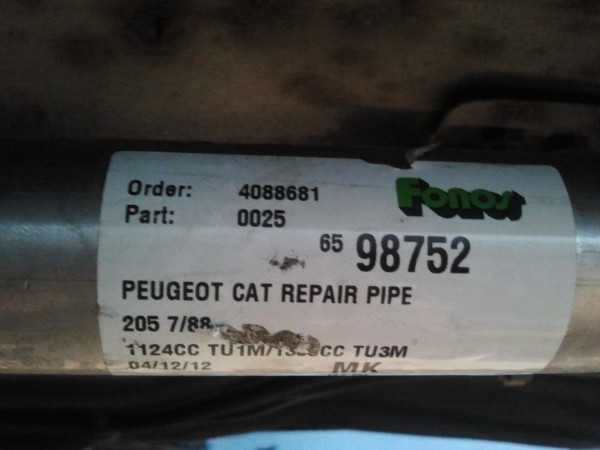 Order: 4088681
Fonos
Part: 0025
65 98752
PEUGEOT CAT REPAIR PIPE
205 7/88
1124CC TU1M/ CC TU3M
04/12/12 MK